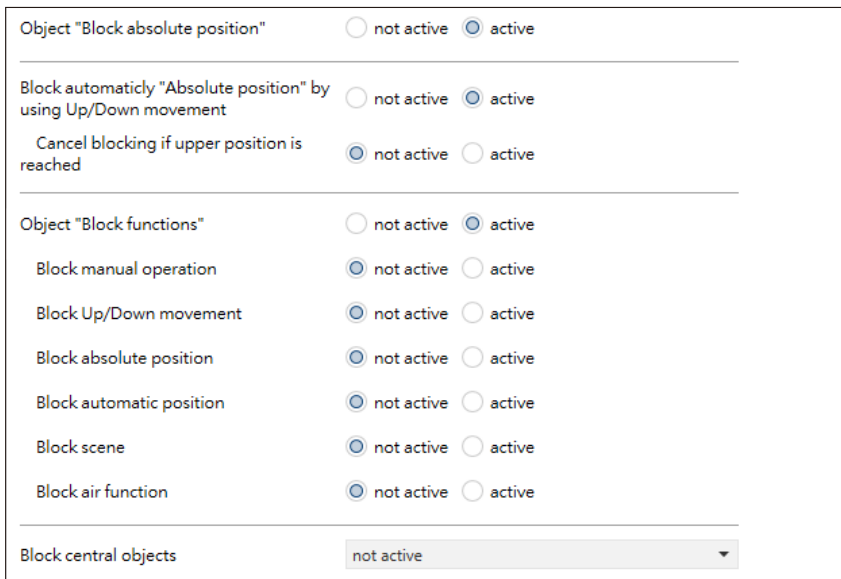 Object "Block absolute position" not active active
Block automaticly "Absolute position" by
using Up/Down movement not active active
Cancel blocking if upper position is
reached not active active
Object "Block functions" not active active
Block manual operation not active active
Block Up/Down movement not active active
Block absolute position not active active
Block automatic position not active active
Block scene not active active
Block air function not active active
Block central objects not active